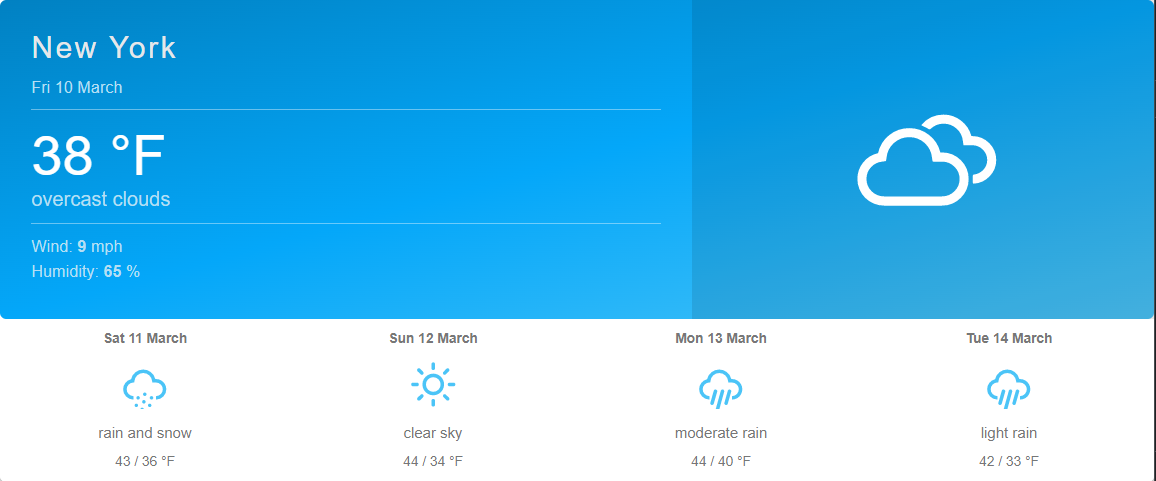 New York
Fri 10 March
38 °F
overcast clouds
Wind: 9 mph
Humidity: 65 %
Sat 11 March
rain and snow
43 / 36 °F
Sun 12 March
clear sky
44 / 34 °F
Mon 13 March
moderate rain
44 / 40 °F
Tue 14 March
light rain
42 / 33 °F